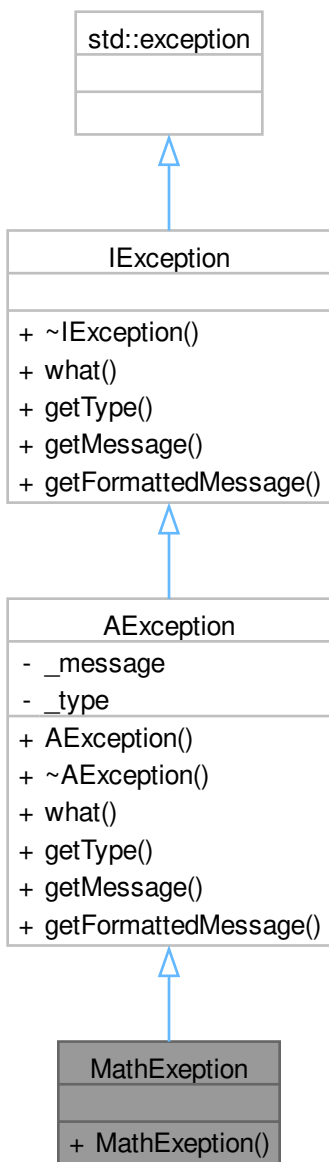 std::exception
IException
+ ~IException()
+ what()
+ getType()
+ getMessage()
+ getFormattedMessage()
AException
- _message
- _type
+ AException()
+ ~AException()
+ what()
+ getType()
+ getMessage()
+ getFormattedMessage()
MathExeption
+ MathExeption()